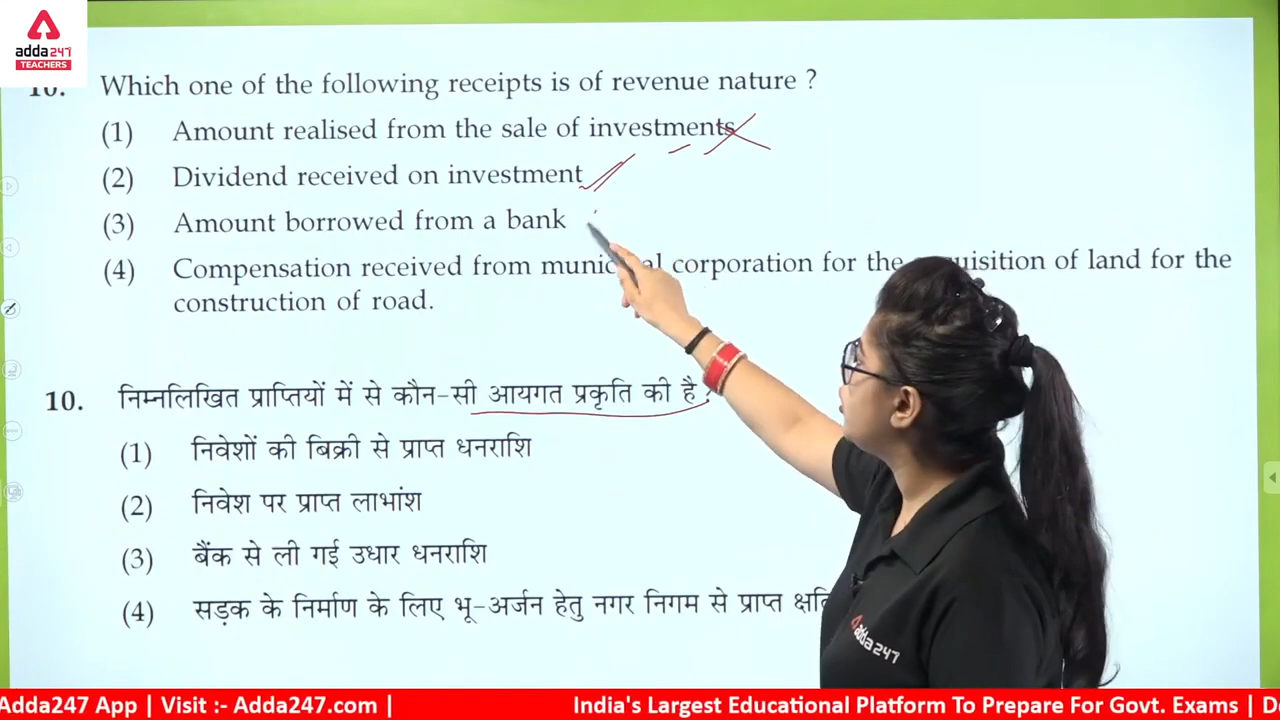 adda247
TEACHERS
10. Which one of the following receipts is of revenue nature ?
(1) Amount realised from the sale of investments
(2) Dividend received on investment
(3) Amount borrowed from a bank
(4) Compensation received from municipal corporation for the acquisition of land for the
construction of road.
10. निम्नलिखित प्राप्तियों में से कौन-सी आयगत प्रकृति की है ?
(1) निवेशों की बिक्री से प्राप्त धनराशि
(2) निवेश पर प्राप्त लाभांश
(3) बैंक से ली गई उधार धनराशि
(4) सड़क के निर्माण के लिए भू-अर्जन हेतु नगर निगम से प्राप्त
adda247
Adda247 App | Visit :- Adda247.com | India's Largest Educational Platform To Prepare For Govt. Exams |